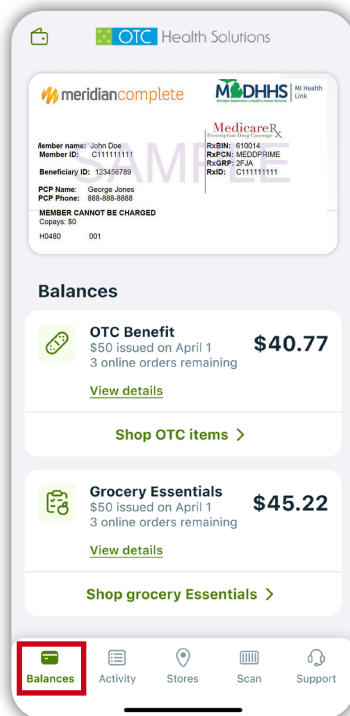 OTC Health Solutions
meridiancomplete
MDHHS
Michigan Department of Health & Human Services
MI Health
Link
MedicareRx
Prescription Drug Coverage
SAMPLE
Member name: John Doe
Member ID: C111111111
Beneficiary ID: 123456789
RxBIN: 610014
RxPCN: MEDDPRIME
RxGRP: 2FJA
RxID: C111111111
PCP Name: George Jones
PCP Phone: 888-888-8888
MEMBER CANNOT BE CHARGED
Copays: $0
H0480 001
Balances
OTC Benefit
$50 issued on April 1
3 online orders remaining
$40.77
View details
Shop OTC items >
Grocery Essentials
$50 issued on April 1
3 online orders remaining
$45.22
View details
Shop grocery Essentials >
Balances Activity Stores Scan Support